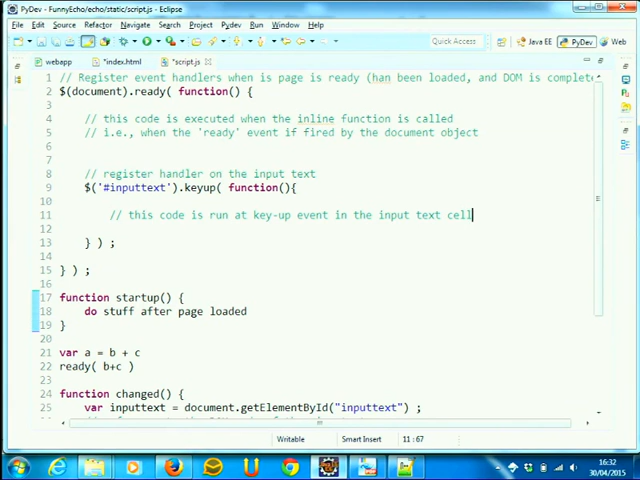 PyDev - FunnyEcho/echo/static/script.js - Eclipse
File Edit Source Refactoring Navigate Search Project Pydev Run Window Help
Quick Access
Java EE
PyDev
Web
webapp
*index.html
*script.js
1 // Register event handlers when is page is ready (han been loaded, and DOM is complete
2 $(document).ready( function() {
3
4 // this code is executed when the inline function is called
5 // i.e., when the 'ready' event if fired by the document object
6
7
8 // register handler on the input text
9 $('#inputtext').keyup( function(){
10
11 // this code is run at key-up event in the input text cell
12
13 } ) ;
14
15 } ) ;
16
17 function startup() {
18 do stuff after page loaded
19 }
20
21 var a = b + c
22 ready( b+c )
23
24 function changed() {
25 var inputtext = document.getElementById("inputtext") ;
Writable
Smart Insert
11 : 67
16:32
30/04/2015